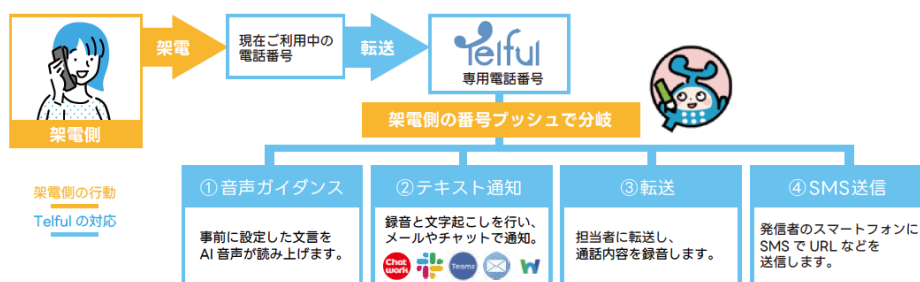 架電側
架電
現在ご利用中の
電話番号
転送
Telful
専用電話番号
架電側の番号プッシュで分岐
架電側の行動
Telful の対応
①音声ガイダンス
事前に設定した文言を
AI 音声が読み上げます。
②テキスト通知
録音と文字起こしを行い、
メールやチャットで通知。
Chat
work
Teams
W
③転送
担当者に転送し、
通話内容を録音します。
④SMS送信
発信者のスマートフォンに
SMS で URL などを
送信します。